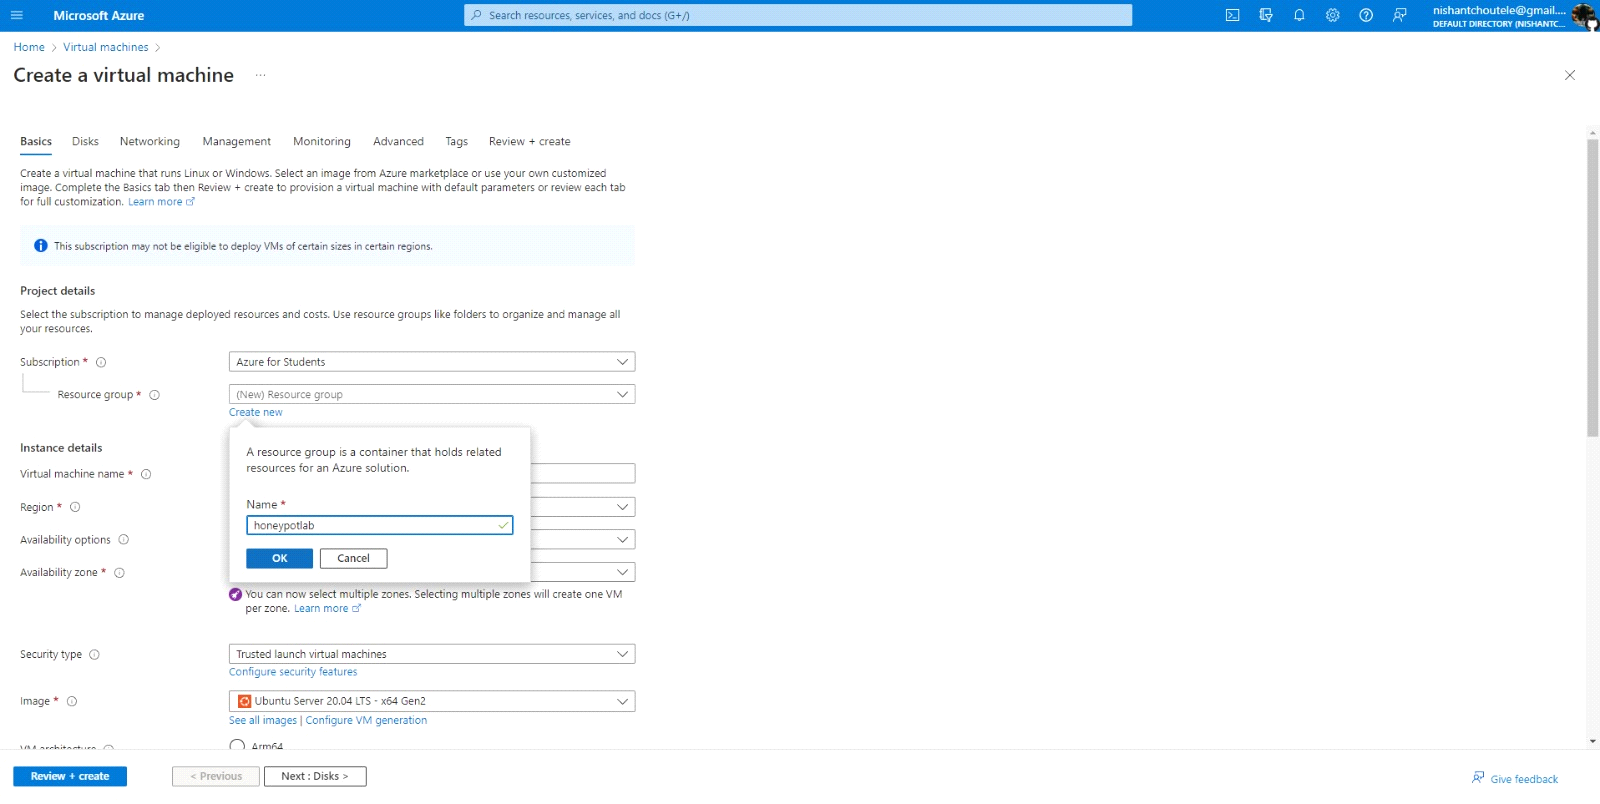 Microsoft Azure
Search resources, services, and docs (G+/)
nishantchoutele@gmail....
DEFAULT DIRECTORY (NISHANTC...
Home > Virtual machines >
Create a virtual machine ...
Basics Disks Networking Management Monitoring Advanced Tags Review + create
Create a virtual machine that runs Linux or Windows. Select an image from Azure marketplace or use your own customized
image. Complete the Basics tab then Review + create to provision a virtual machine with default parameters or review each tab
for full customization. Learn more
This subscription may not be eligible to deploy VMs of certain sizes in certain regions.
Project details
Select the subscription to manage deployed resources and costs. Use resource groups like folders to organize and manage all
your resources.
Subscription * Azure for Students
Resource group * (New) Resource group
Create new
A resource group is a container that holds related
resources for an Azure solution.
Name *
honeypotlab
OK Cancel
Instance details
Virtual machine name *
Region *
Availability options
Availability zone *
You can now select multiple zones. Selecting multiple zones will create one VM
per zone. Learn more
Security type Trusted launch virtual machines
Configure security features
Image * Ubuntu Server 20.04 LTS - x64 Gen2
See all images | Configure VM generation
VM architecture Arm64
Review + create < Previous Next : Disks > Give feedback